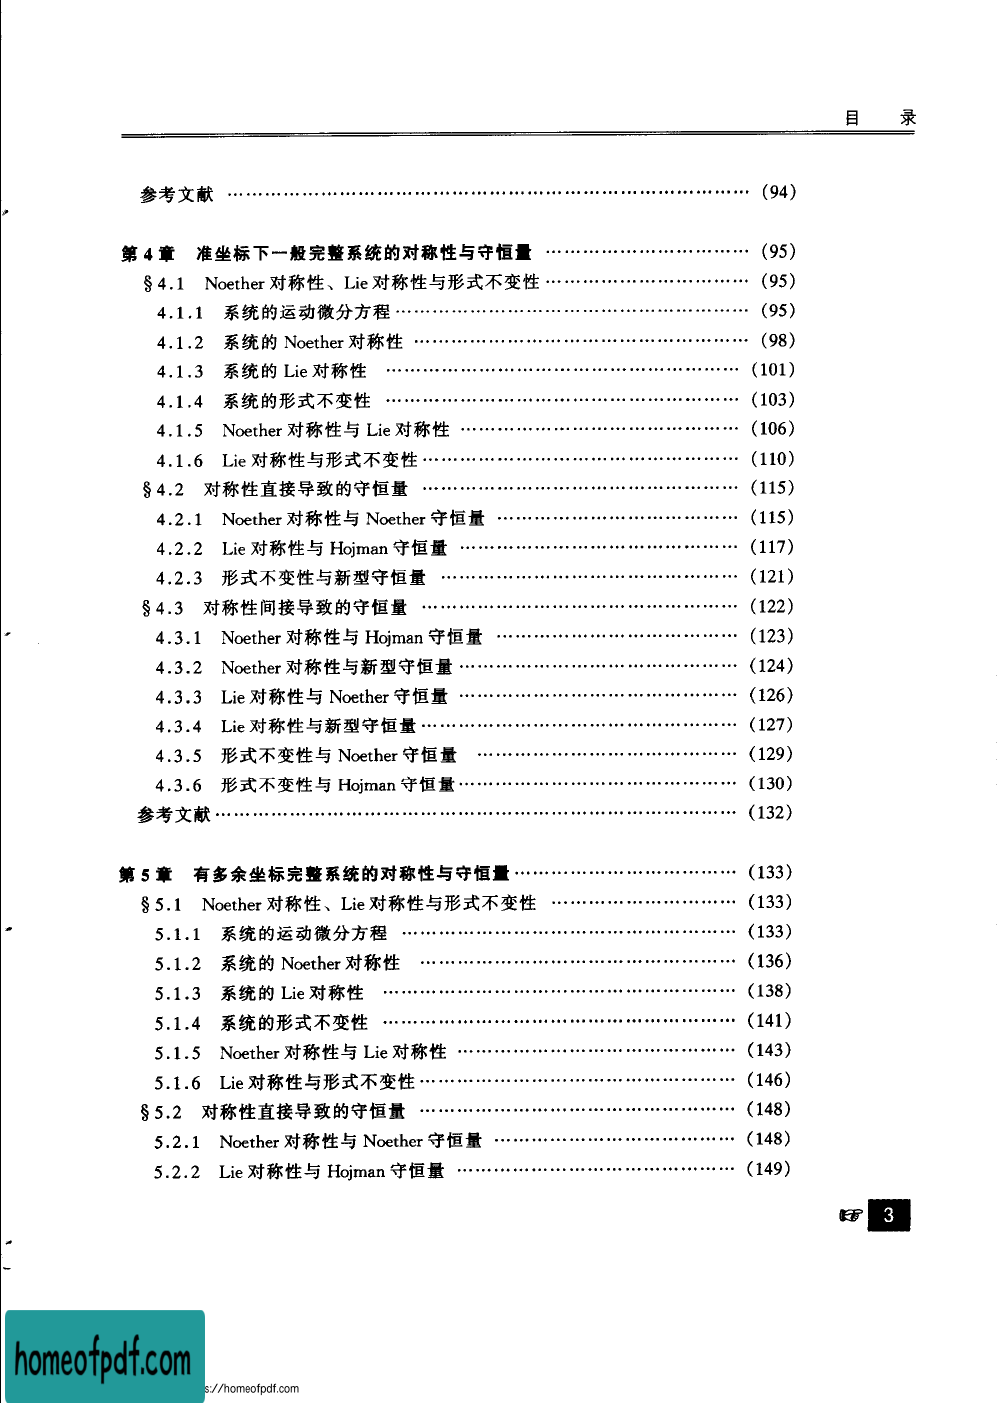 目 录
参考文献 ……………………………………………………………………… (94)
第 4 章 准坐标下一般完整系统的对称性与守恒量 …………………………… (95)
§4.1 Noether 对称性、Lie 对称性与形式不变性 …………………………… (95)
4.1.1 系统的运动微分方程 ………………………………………………… (95)
4.1.2 系统的 Noether 对称性 ……………………………………………… (98)
4.1.3 系统的 Lie 对称性 ………………………………………………… (101)
4.1.4 系统的形式不变性 ………………………………………………… (103)
4.1.5 Noether 对称性与 Lie 对称性 ……………………………………… (106)
4.1.6 Lie 对称性与形式不变性 …………………………………………… (110)
§4.2 对称性直接导致的守恒量 …………………………………………… (115)
4.2.1 Noether 对称性与 Noether 守恒量 ………………………………… (115)
4.2.2 Lie 对称性与 Hojman 守恒量 ……………………………………… (117)
4.2.3 形式不变性与新型守恒量 ………………………………………… (121)
§4.3 对称性间接导致的守恒量 …………………………………………… (122)
4.3.1 Noether 对称性与 Hojman 守恒量 ………………………………… (123)
4.3.2 Noether 对称性与新型守恒量 ……………………………………… (124)
4.3.3 Lie 对称性与 Noether 守恒量 ……………………………………… (126)
4.3.4 Lie 对称性与新型守恒量 …………………………………………… (127)
4.3.5 形式不变性与 Noether 守恒量 …………………………………… (129)
4.3.6 形式不变性与 Hojman 守恒量 ……………………………………… (130)
参考文献 ……………………………………………………………………… (132)
第 5 章 有多余坐标完整系统的对称性与守恒量 ……………………………… (133)
§5.1 Noether 对称性、Lie 对称性与形式不变性 ………………………… (133)
5.1.1 系统的运动微分方程 ……………………………………………… (133)
5.1.2 系统的 Noether 对称性 …………………………………………… (136)
5.1.3 系统的 Lie 对称性 ………………………………………………… (138)
5.1.4 系统的形式不变性 ………………………………………………… (141)
5.1.5 Noether 对称性与 Lie 对称性 ……………………………………… (143)
5.1.6 Lie 对称性与形式不变性 …………………………………………… (146)
§5.2 对称性直接导致的守恒量 …………………………………………… (148)
5.2.1 Noether 对称性与 Noether 守恒量 ………………………………… (148)
5.2.2 Lie 对称性与 Hojman 守恒量 ……………………………………… (149)
☞ 3
homeofpdf.com
s://homeofpdf.com